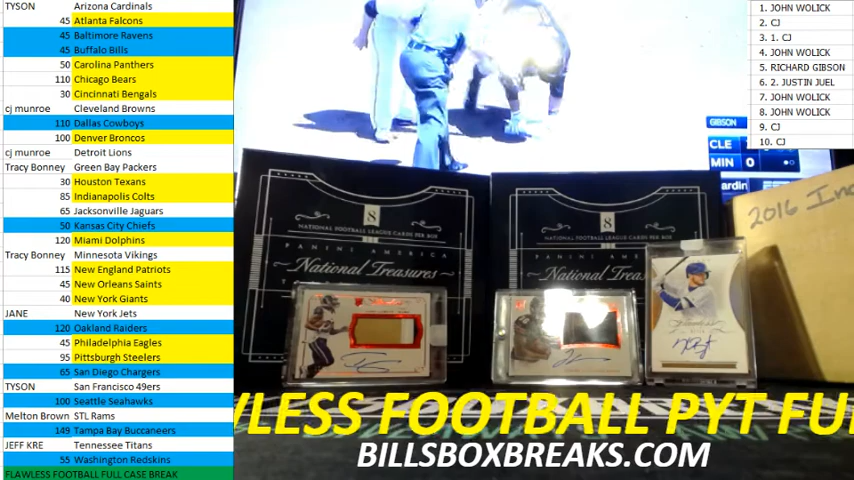 TYSON Arizona Cardinals
45 Atlanta Falcons
45 Baltimore Ravens
45 Buffalo Bills
50 Carolina Panthers
110 Chicago Bears
30 Cincinnati Bengals
cj munroe Cleveland Browns
110 Dallas Cowboys
100 Denver Broncos
cj munroe Detroit Lions
Tracy Bonney Green Bay Packers
30 Houston Texans
85 Indianapolis Colts
65 Jacksonville Jaguars
50 Kansas City Chiefs
120 Miami Dolphins
Tracy Bonney Minnesota Vikings
115 New England Patriots
45 New Orleans Saints
40 New York Giants
JANE New York Jets
120 Oakland Raiders
45 Philadelphia Eagles
95 Pittsburgh Steelers
65 San Diego Chargers
TYSON San Francisco 49ers
100 Seattle Seahawks
Melton Brown STL Rams
149 Tampa Bay Buccaneers
JEFF KRE Tennessee Titans
55 Washington Redskins
FLAWLESS FOOTBALL FULL CASE BREAK
1. JOHN WOLICK
2. CJ
3. 1. CJ
4. JOHN WOLICK
5. RICHARD GIBSON
6. 2. JUSTIN JUEL
7. JOHN WOLICK
8. JOHN WOLICK
9. CJ
10. CJ
GIBSON
CLE
MIN 0
ardin
2016
8
NATIONAL FOOTBALL LEAGUE CARDS PER BOX
PANINI AMERICA
National Treasures
8
NATIONAL FOOTBALL LEAGUE CARDS PER BOX
PANINI AM
National Treas
WLESS FOOTBALL PYT FU
BILLSBOXBREAKS.COM